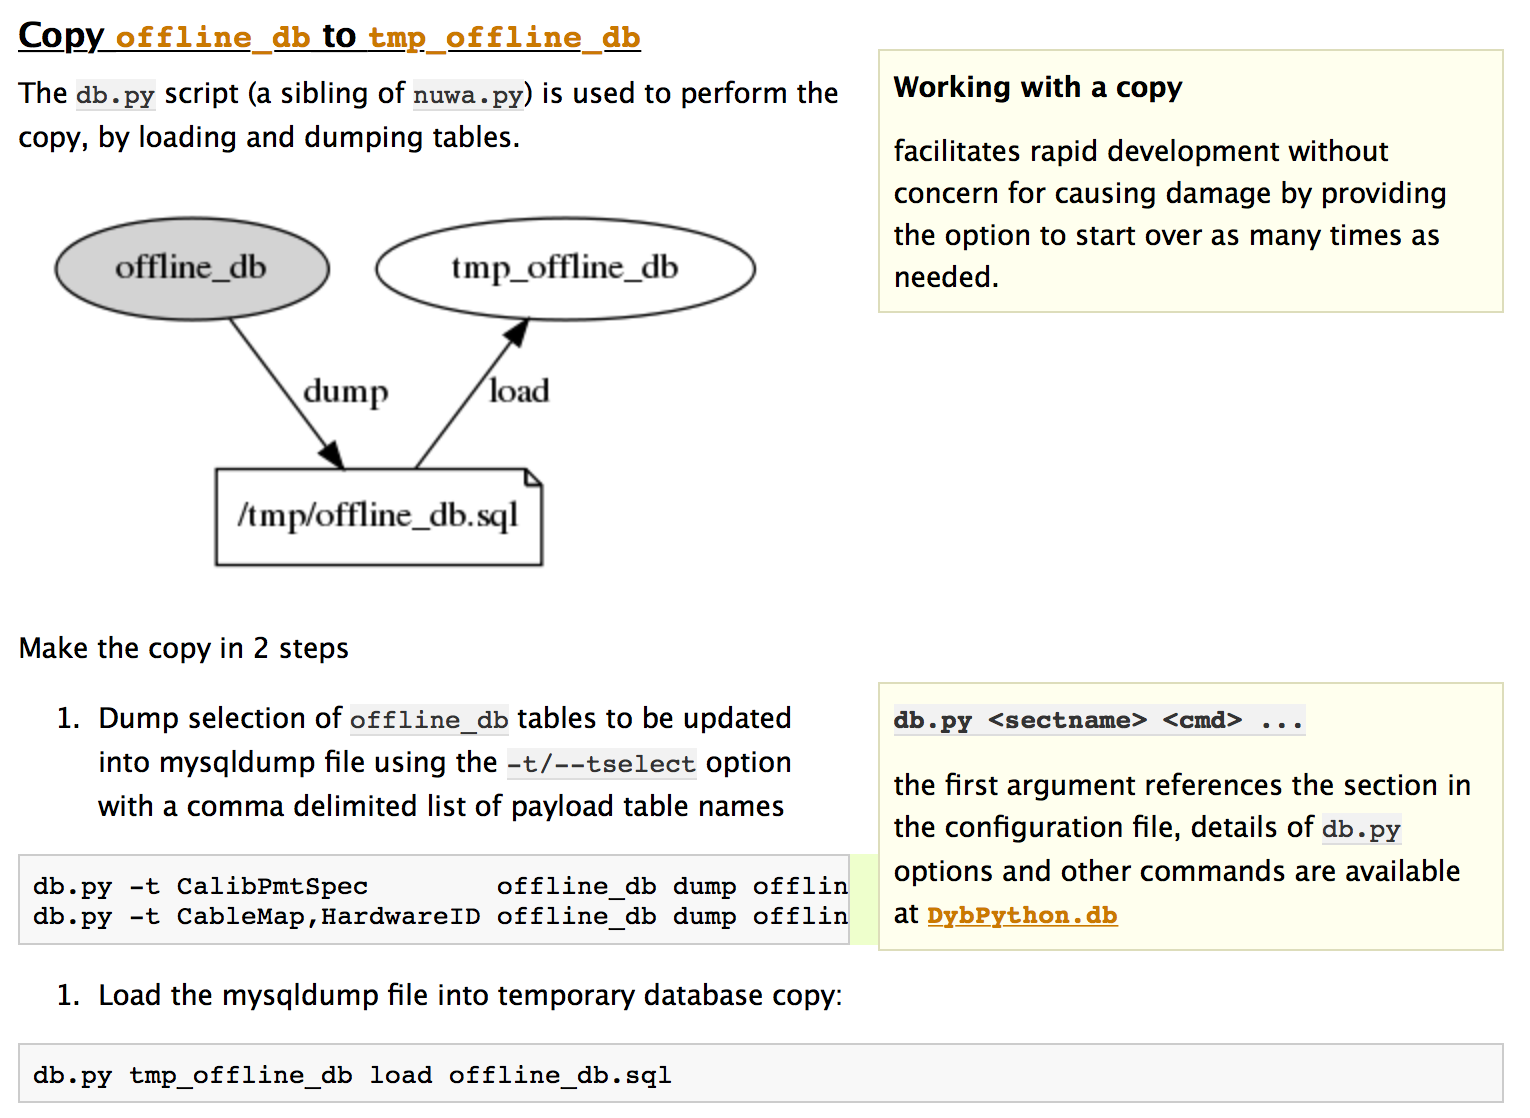 Copy offline_db to tmp_offline_db
The db.py script (a sibling of nuwa.py) is used to perform the
copy, by loading and dumping tables.
Working with a copy
facilitates rapid development without
concern for causing damage by providing
the option to start over as many times as
needed.
offline_db
tmp_offline_db
dump
load
/tmp/offline_db.sql
Make the copy in 2 steps
1. Dump selection of offline_db tables to be updated
into mysqldump file using the -t/--tselect option
with a comma delimited list of payload table names
db.py <sectname> <cmd> ...
the first argument references the section in
the configuration file, details of db.py
options and other commands are available
at DybPython.db
db.py -t CalibPmtSpec        offline_db dump offlin
db.py -t CableMap,HardwareID offline_db dump offlin
1. Load the mysqldump file into temporary database copy:
db.py tmp_offline_db load offline_db.sql